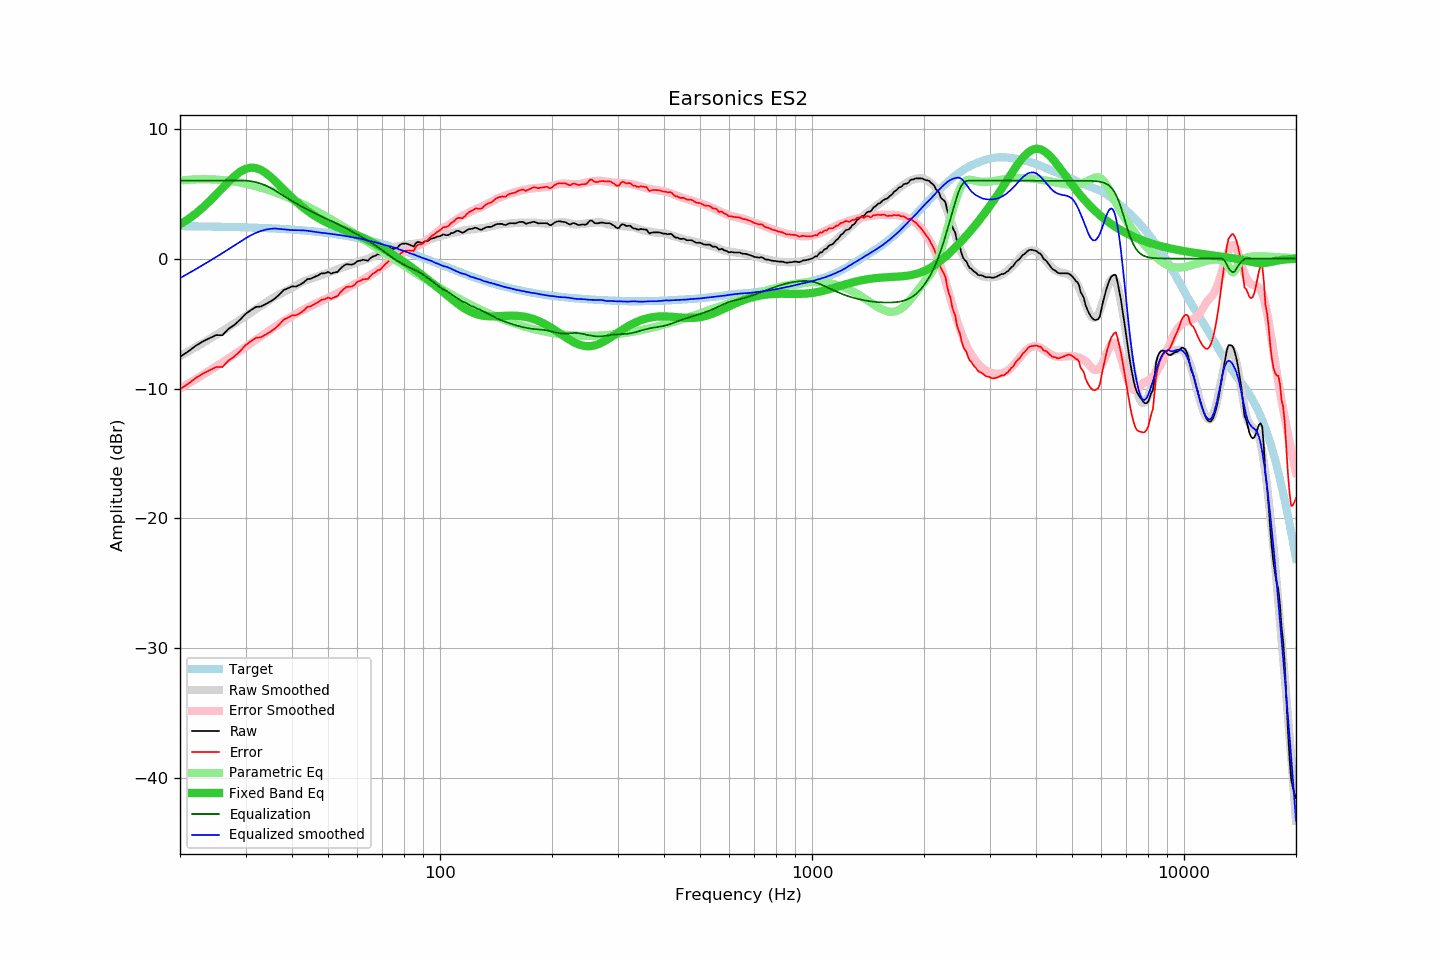 Earsonics ES2
10
0
−10
−20
−30
−40
Amplitude (dBr)
Target
Raw Smoothed
Error Smoothed
Raw
Error
Parametric Eq
Fixed Band Eq
Equalization
Equalized smoothed
100
1000
10000
Frequency (Hz)